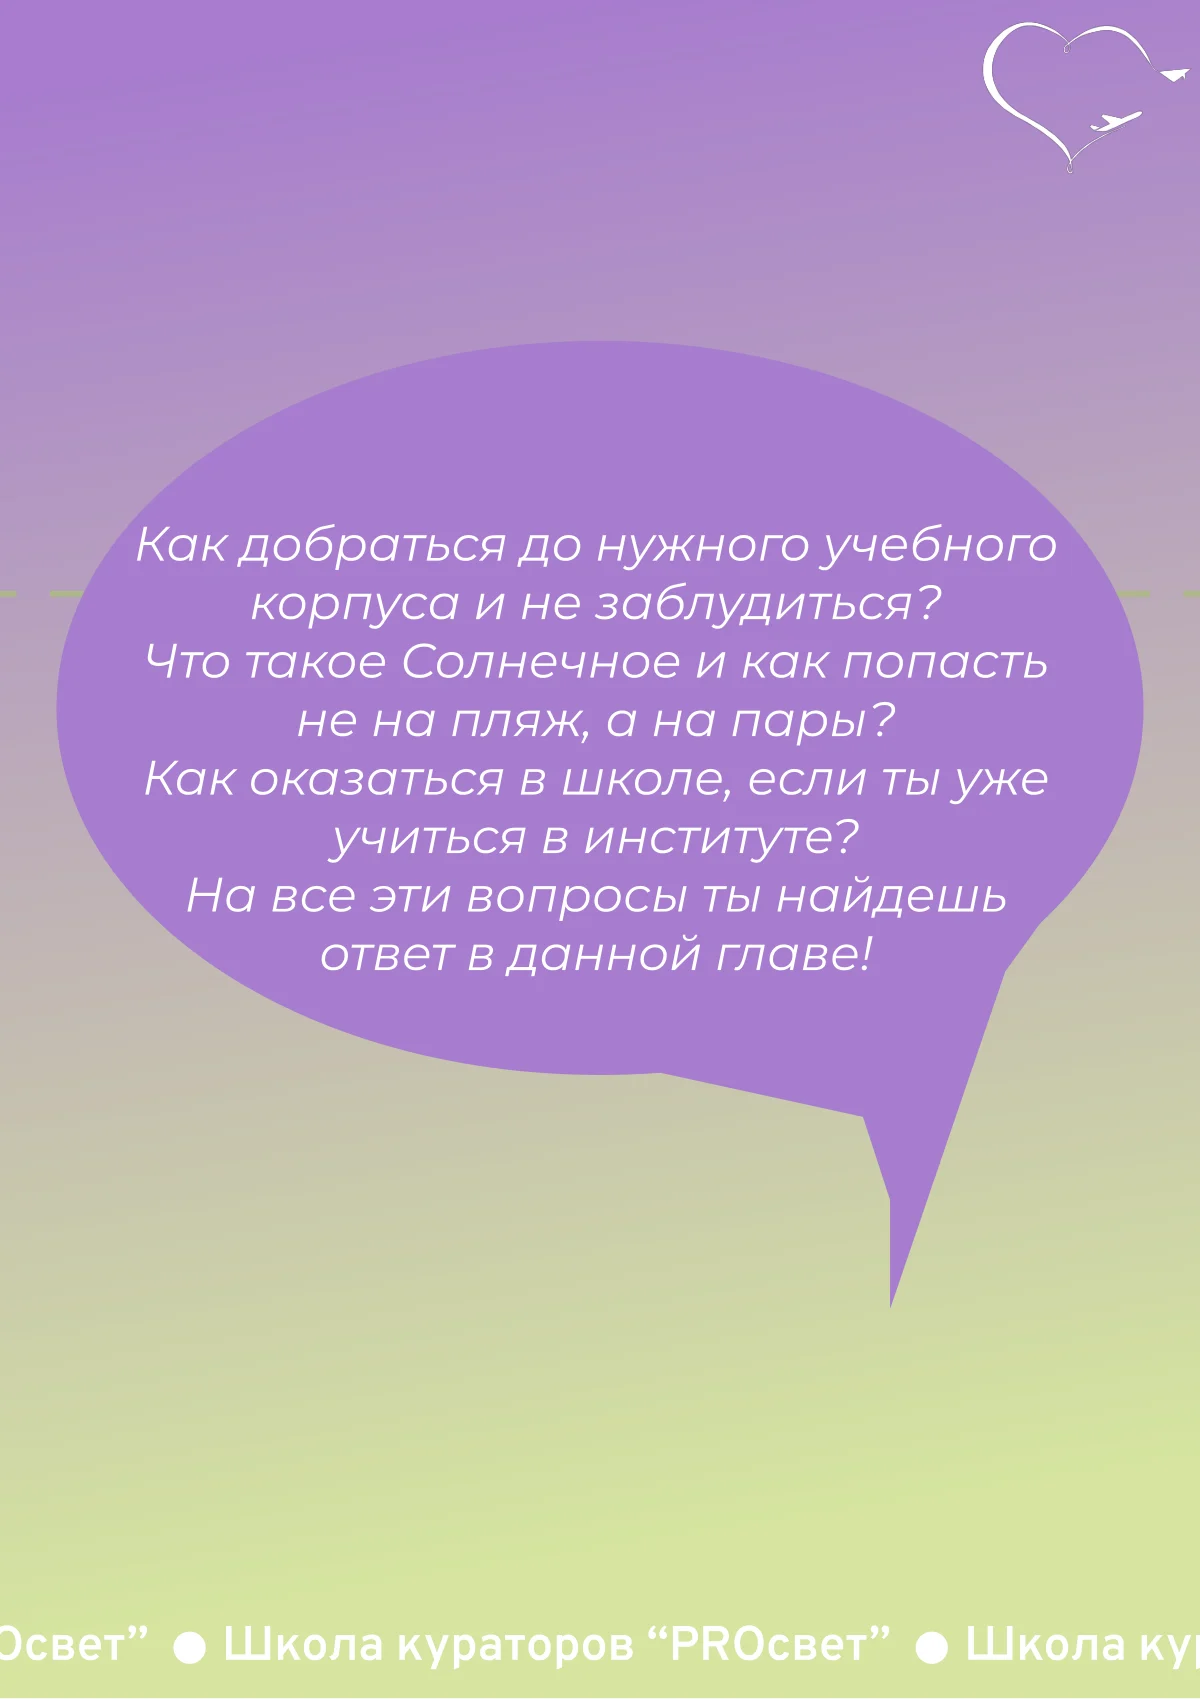 Как добраться до нужного учебного
корпуса и не заблудиться?
Что такое Солнечное и как попасть
не на пляж, а на пары?
Как оказаться в школе, если ты уже
учиться в институте?
На все эти вопросы ты найдешь
ответ в данной главе!
Освет” ● Школа кураторов “PROсвет” ● Школа кур